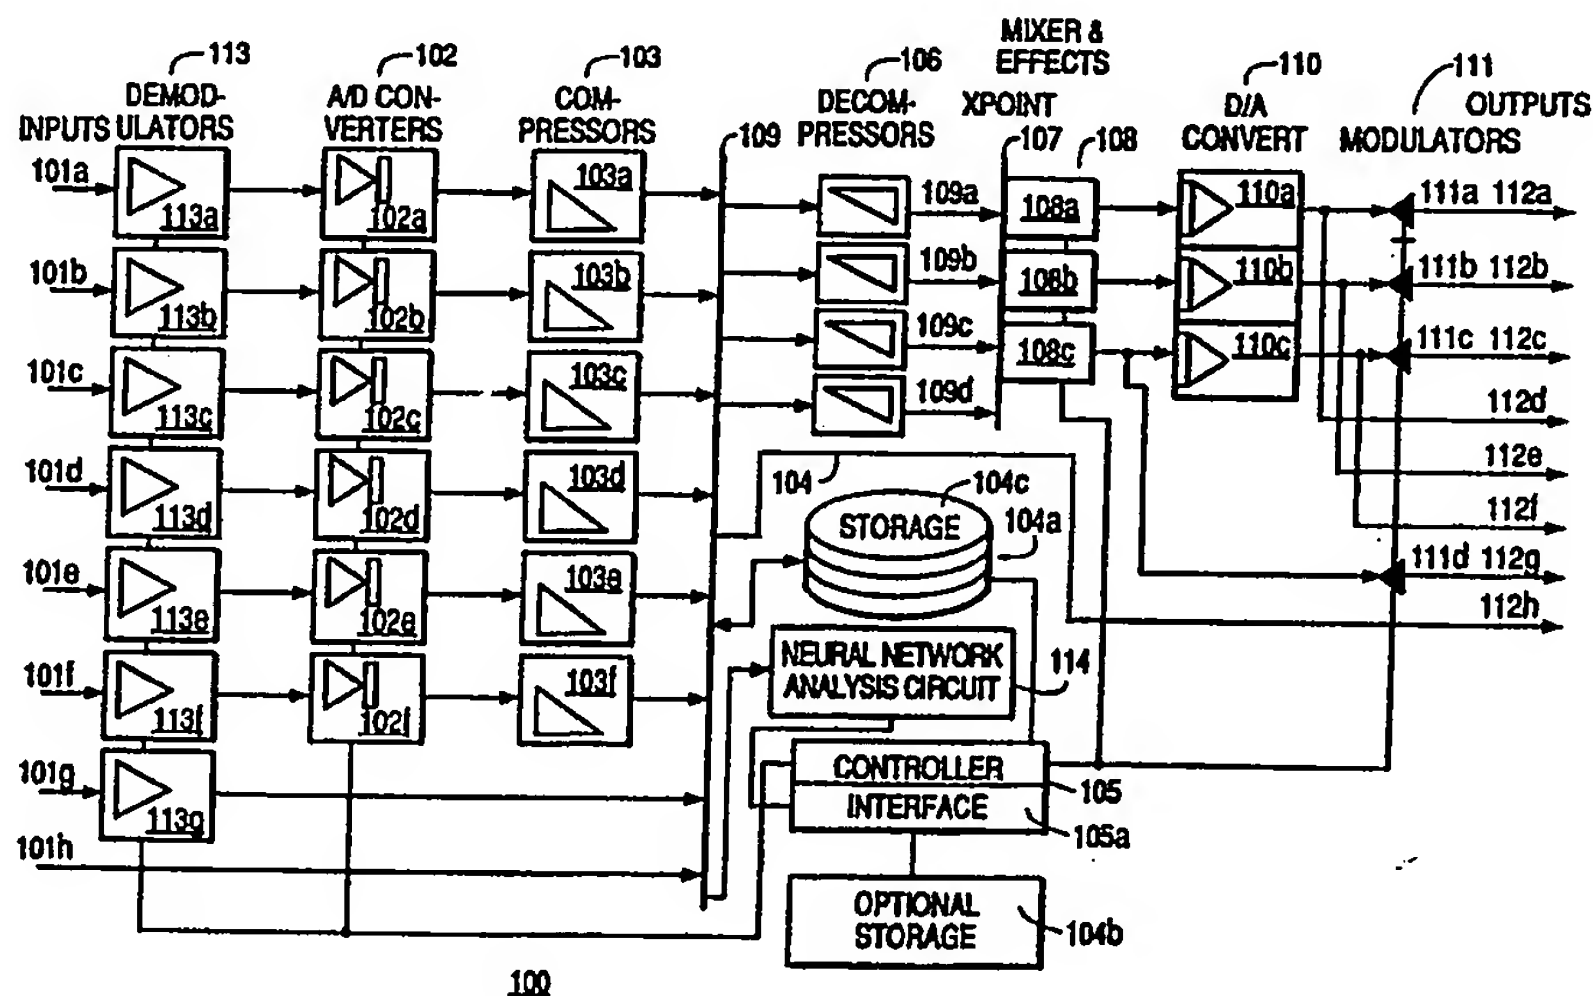 MIXER &
EFFECTS
113
102
103
106
110
111
DEMOD-
INPUTS ULATORS
A/D CON-
VERTERS
COM-
PRESSORS
109
DECOM-
PRESSORS
XPOINT
107
108
D/A
CONVERT
MODULATORS
OUTPUTS
101a
113a
102a
103a
109a
108a
110a
111a 112a
101b
113b
102b
103b
109b
108b
110b
111b 112b
101c
113c
102c
103c
109c
108c
110c
111c 112c
109d
112d
101d
113d
102d
103d
104
104c
STORAGE
104a
112e
112f
101e
113e
102e
103e
111d 112g
112h
101f
113f
102f
103f
NEURAL NETWORK
ANALYSIS CIRCUIT
114
101g
113g
CONTROLLER
105
INTERFACE
105a
101h
OPTIONAL
STORAGE
104b
100